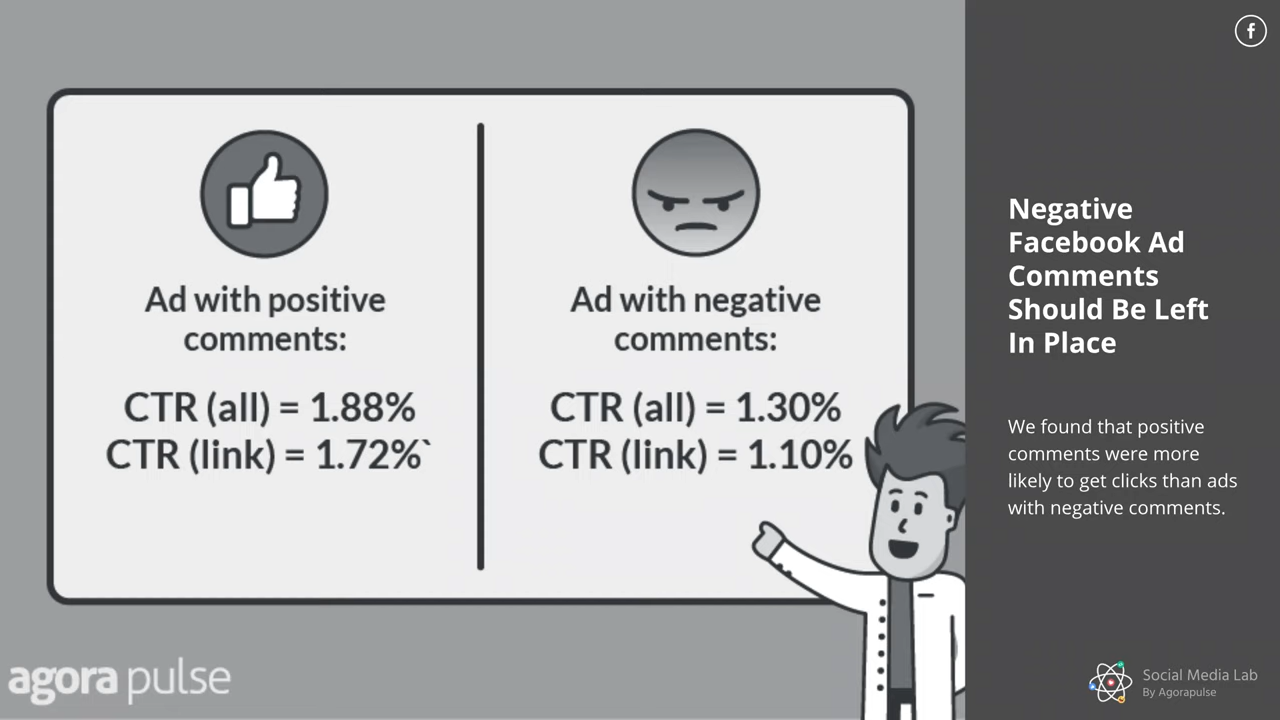 Ad with positive
comments:
CTR (all) = 1.88%
CTR (link) = 1.72%`
Ad with negative
comments:
CTR (all) = 1.30%
CTR (link) = 1.10%
agorapulse
f
Negative
Facebook Ad
Comments
Should Be Left
In Place
We found that positive
comments were more
likely to get clicks than ads
with negative comments.
Social Media Lab
By Agorapulse